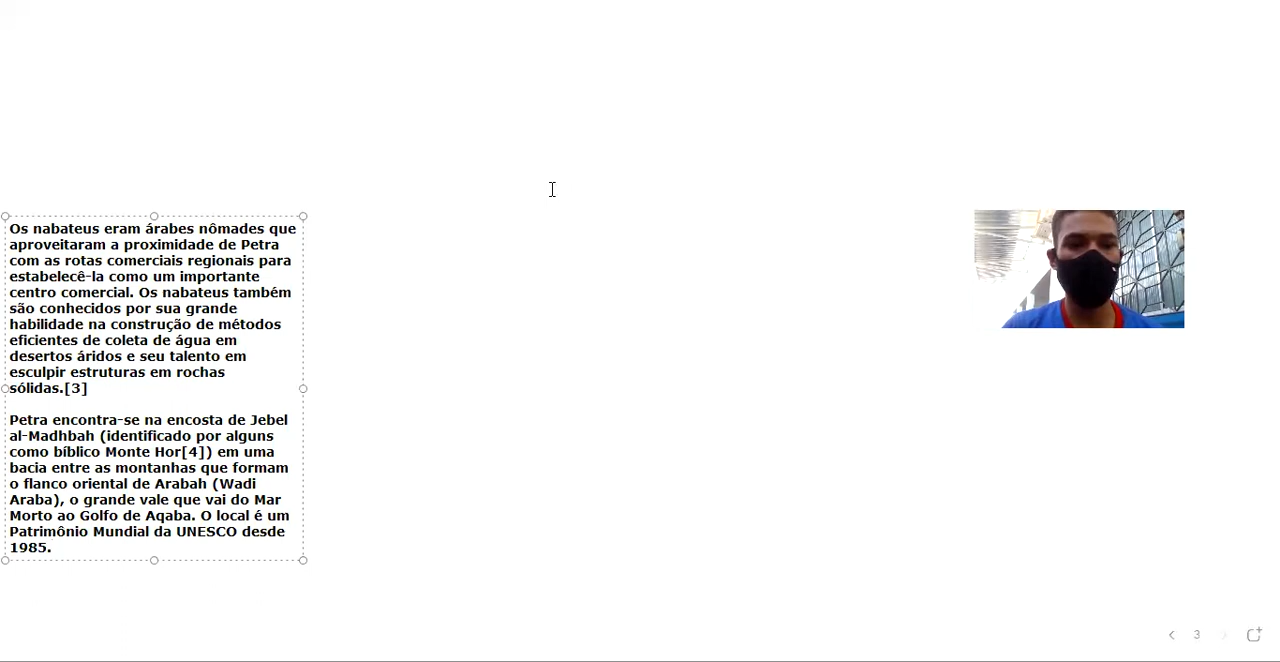 Os nabateus eram árabes nômades que
aproveitaram a proximidade de Petra
com as rotas comerciais regionais para
estabelecê-la como um importante
centro comercial. Os nabateus também
são conhecidos por sua grande
habilidade na construção de métodos
eficientes de coleta de água em
desertos áridos e seu talento em
esculpir estruturas em rochas
sólidas.[3]
Petra encontra-se na encosta de Jebel
al-Madhbah (identificado por alguns
como bíblico Monte Hor[4]) em uma
bacia entre as montanhas que formam
o flanco oriental de Arabah (Wadi
Araba), o grande vale que vai do Mar
Morto ao Golfo de Aqaba. O local é um
Patrimônio Mundial da UNESCO desde
1985.
3